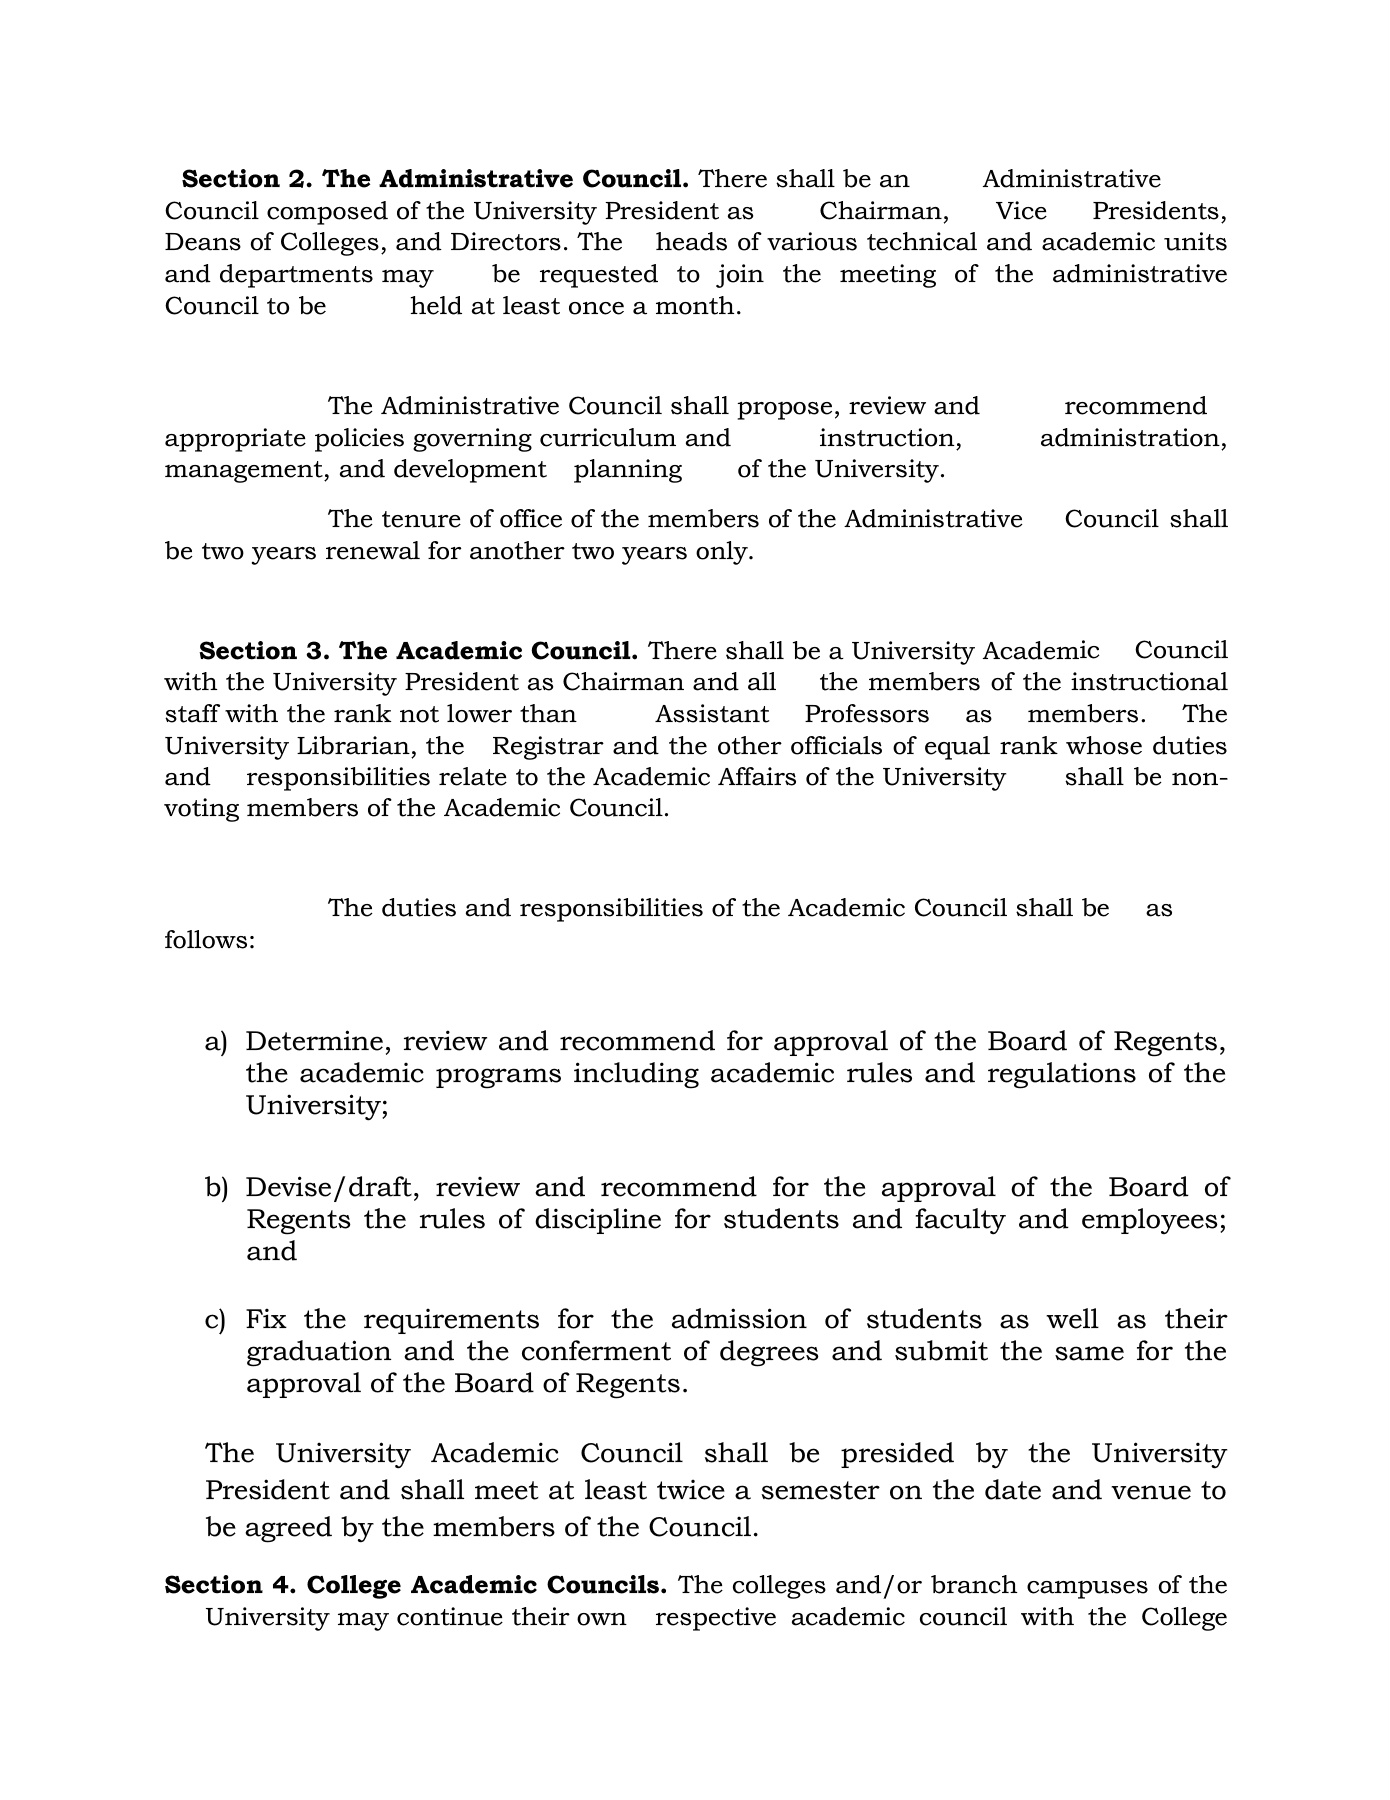 Section 2. The Administrative Council. There shall be an Administrative
Council composed of the University President as Chairman, Vice Presidents,
Deans of Colleges, and Directors. The heads of various technical and academic units
and departments may be requested to join the meeting of the administrative
Council to be held at least once a month.
The Administrative Council shall propose, review and recommend
appropriate policies governing curriculum and instruction, administration,
management, and development planning of the University.
The tenure of office of the members of the Administrative Council shall
be two years renewal for another two years only.
Section 3. The Academic Council. There shall be a University Academic Council
with the University President as Chairman and all the members of the instructional
staff with the rank not lower than Assistant Professors as members. The
University Librarian, the Registrar and the other officials of equal rank whose duties
and responsibilities relate to the Academic Affairs of the University shall be non-
voting members of the Academic Council.
The duties and responsibilities of the Academic Council shall be as
follows:
a) Determine, review and recommend for approval of the Board of Regents,
the academic programs including academic rules and regulations of the
University;
b) Devise/draft, review and recommend for the approval of the Board of
Regents the rules of discipline for students and faculty and employees;
and
c) Fix the requirements for the admission of students as well as their
graduation and the conferment of degrees and submit the same for the
approval of the Board of Regents.
The University Academic Council shall be presided by the University
President and shall meet at least twice a semester on the date and venue to
be agreed by the members of the Council.
Section 4. College Academic Councils. The colleges and/or branch campuses of the
University may continue their own respective academic council with the College